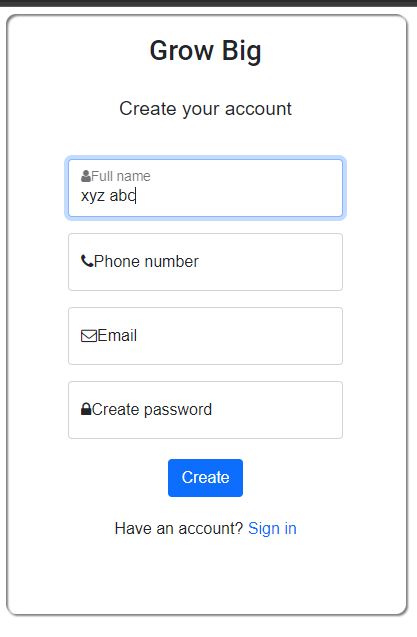 Grow Big
Create your account
Full name
xyz abc
Phone number
Email
Create password
Create
Have an account? Sign in